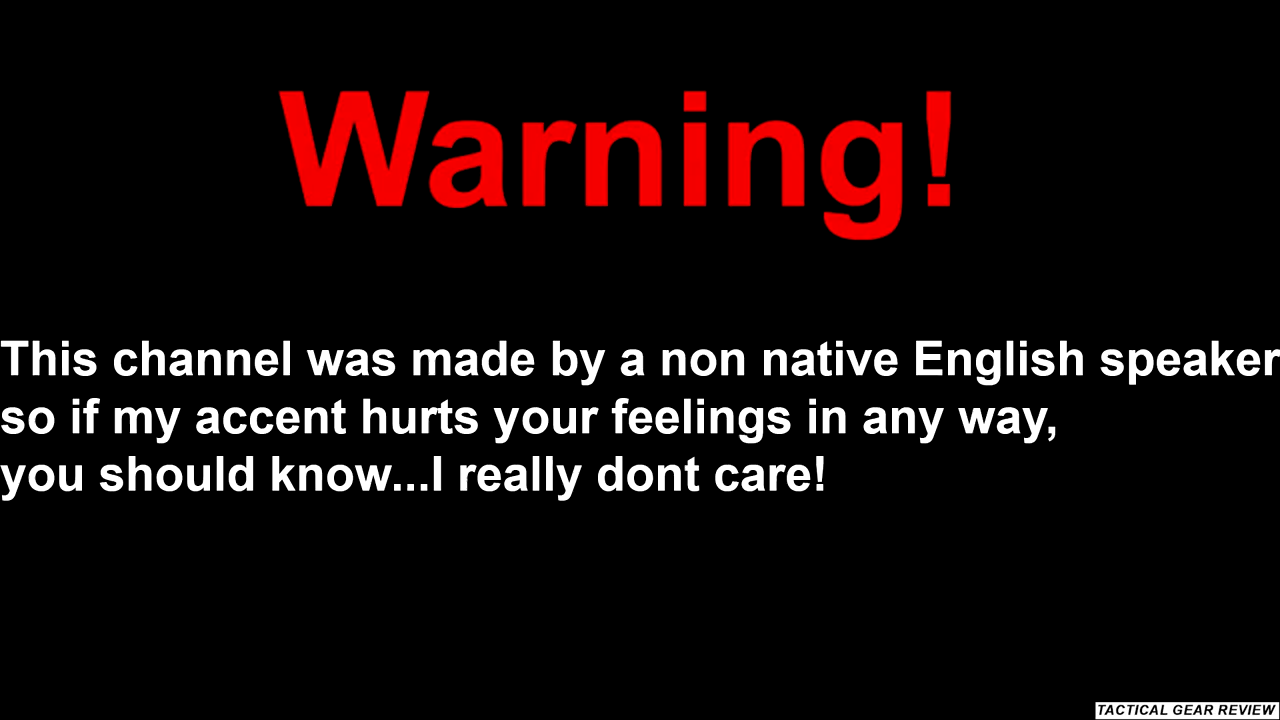 Warning!
This channel was made by a non native English speaker
so if my accent hurts your feelings in any way,
you should know...I really dont care!
TACTICAL GEAR REVIEW